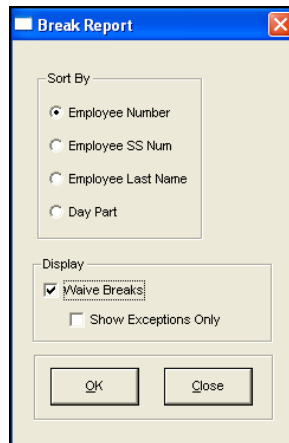 Break Report
Sort By
Employee Number
Employee SS Num
Employee Last Name
Day Part
Display
Waive Breaks
Show Exceptions Only
OK
Close